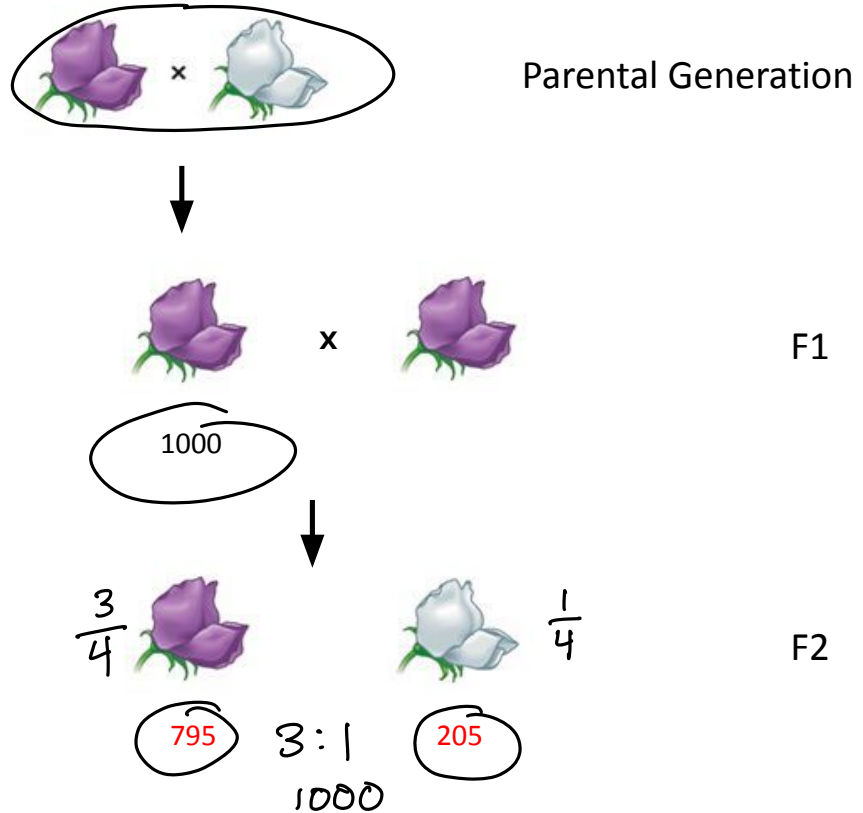 x
Parental Generation
x
F1
1000
3/4
1/4
F2
795
3:1
205
1000